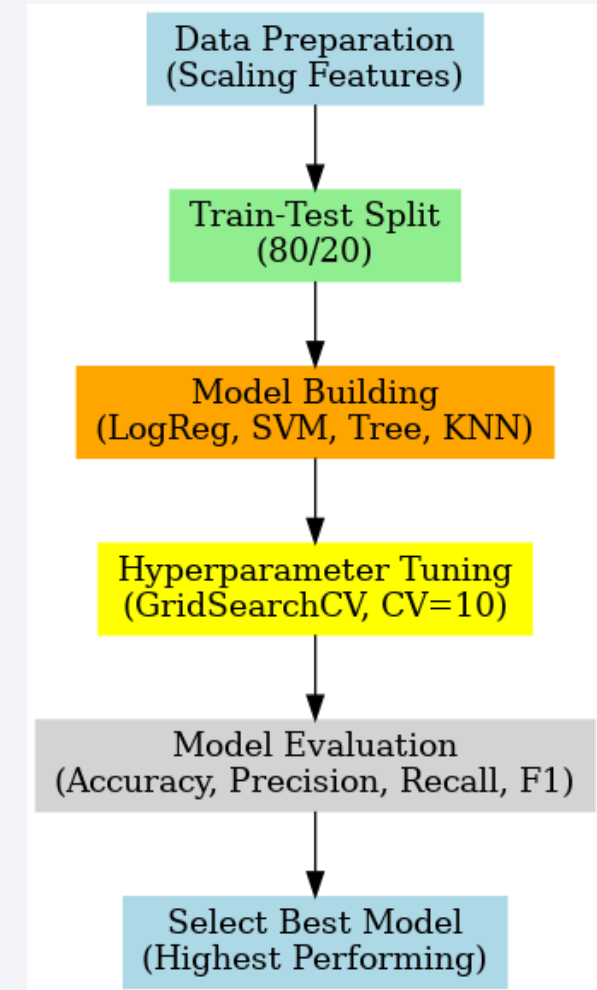 Data Preparation
(Scaling Features)
Train-Test Split
(80/20)
Model Building
(LogReg, SVM, Tree, KNN)
Hyperparameter Tuning
(GridSearchCV, CV=10)
Model Evaluation
(Accuracy, Precision, Recall, F1)
Select Best Model
(Highest Performing)